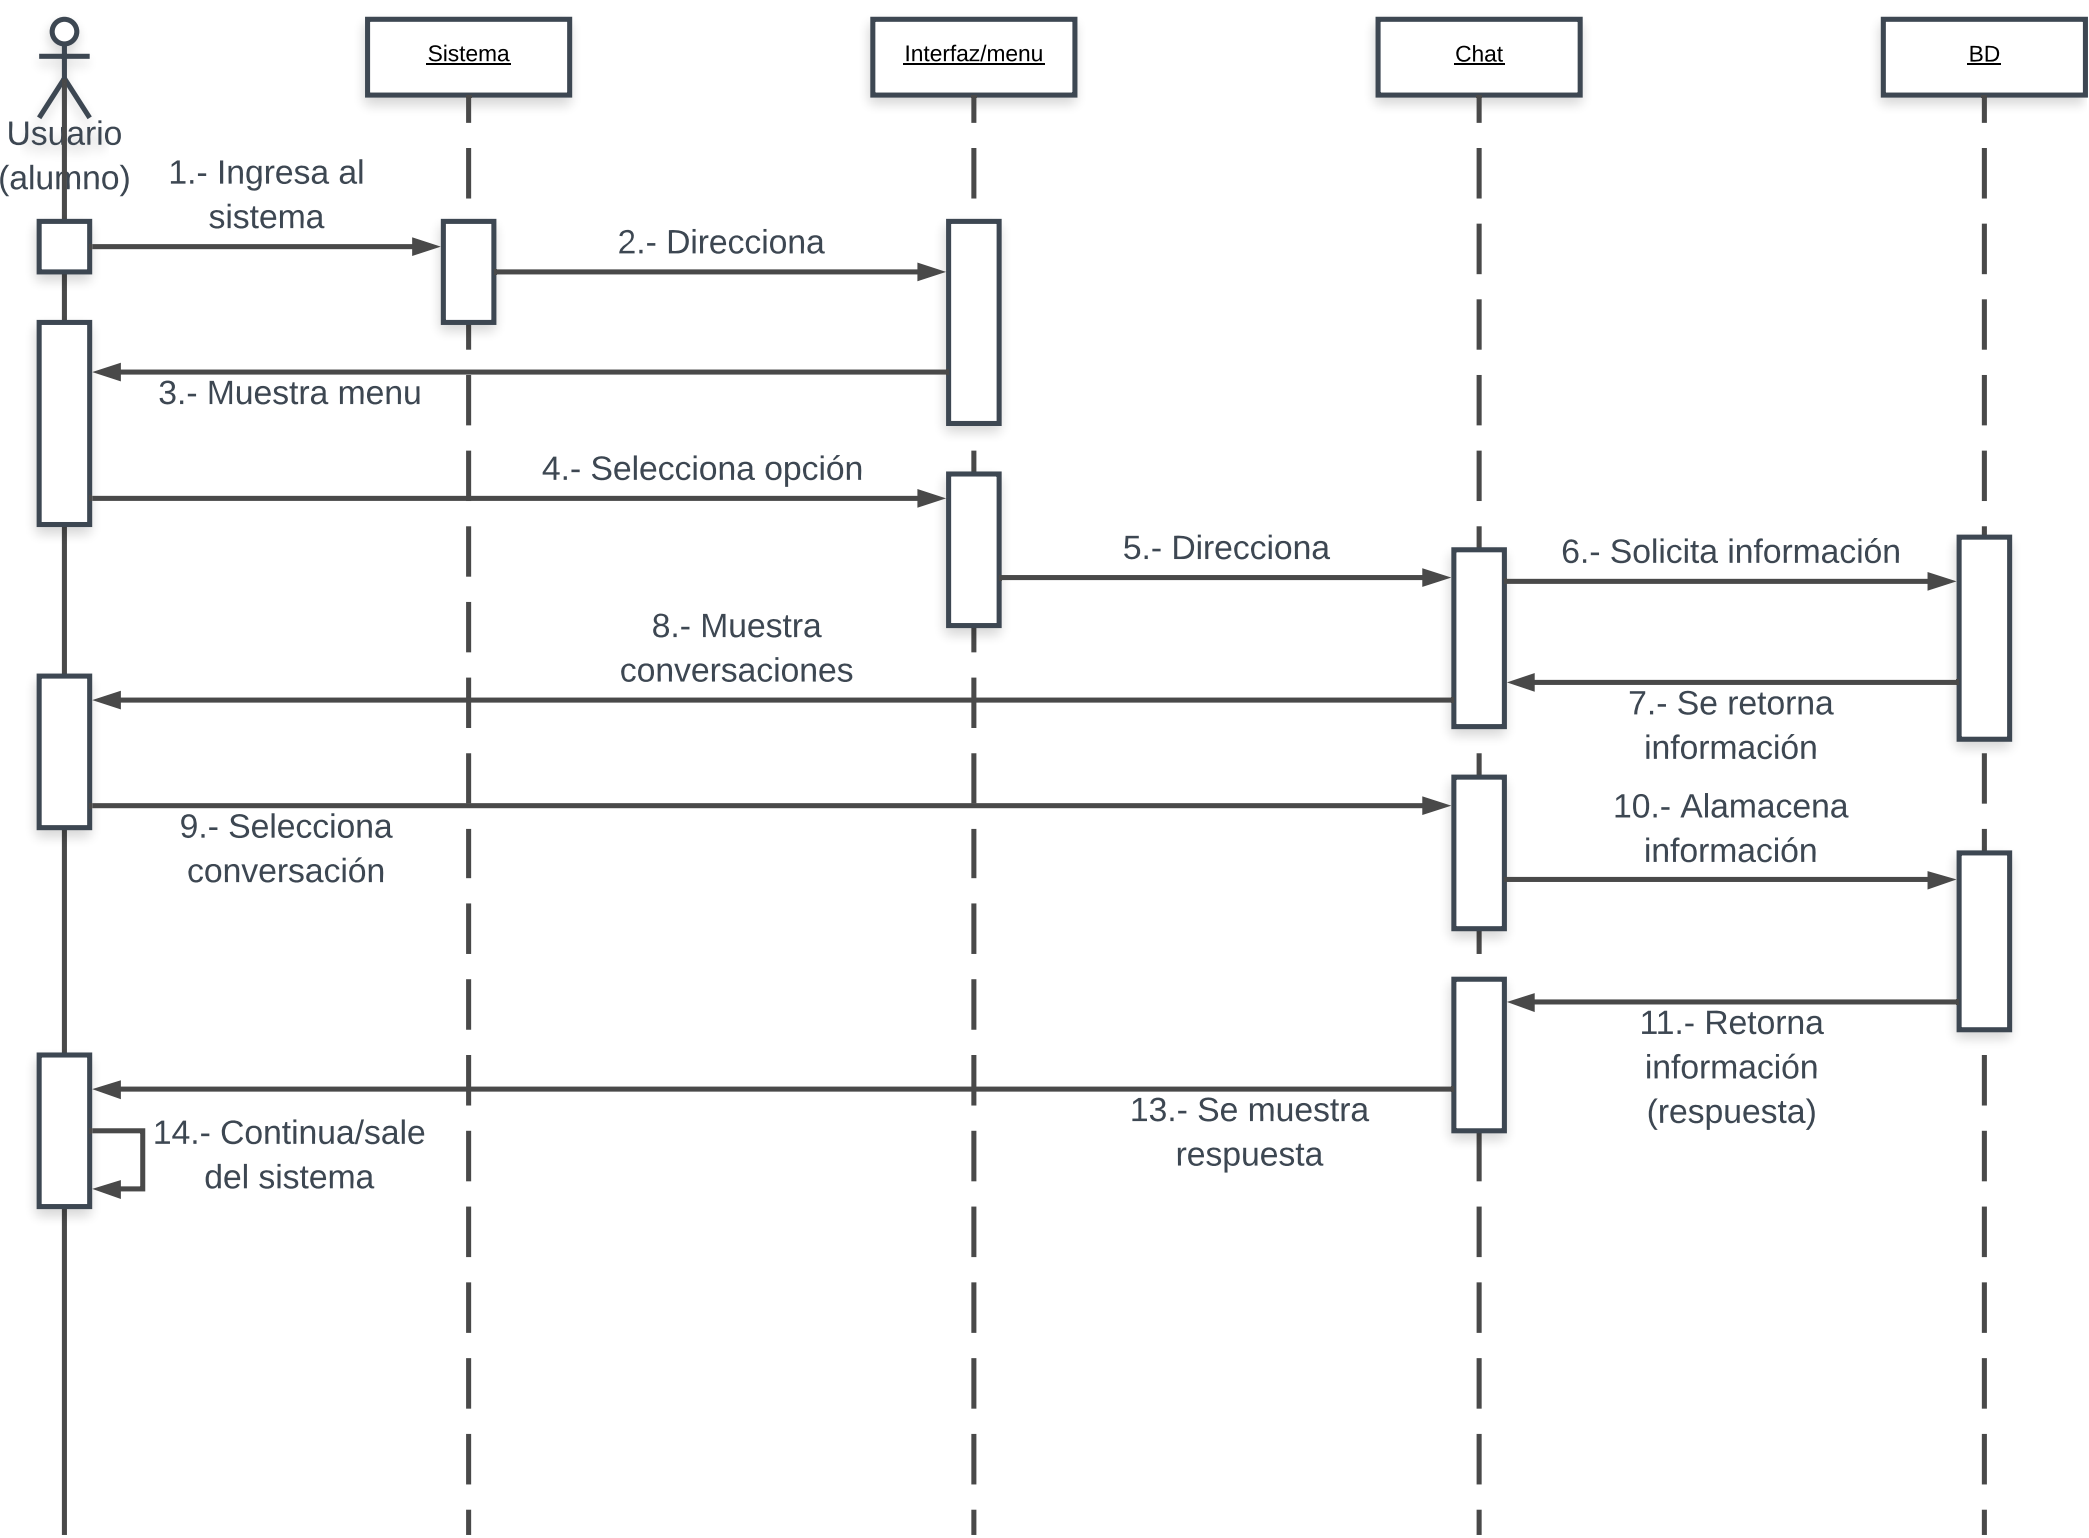 Sistema
Interfaz/menu
Chat
BD
Usuario
(alumno)
1.- Ingresa al
sistema
2.- Direcciona
3.- Muestra menu
4.- Selecciona opción
5.- Direcciona
6.- Solicita información
8.- Muestra
conversaciones
7.- Se retorna
información
9.- Selecciona
conversación
10.- Alamacena
información
11.- Retorna
información
(respuesta)
13.- Se muestra
respuesta
14.- Continua/sale
del sistema